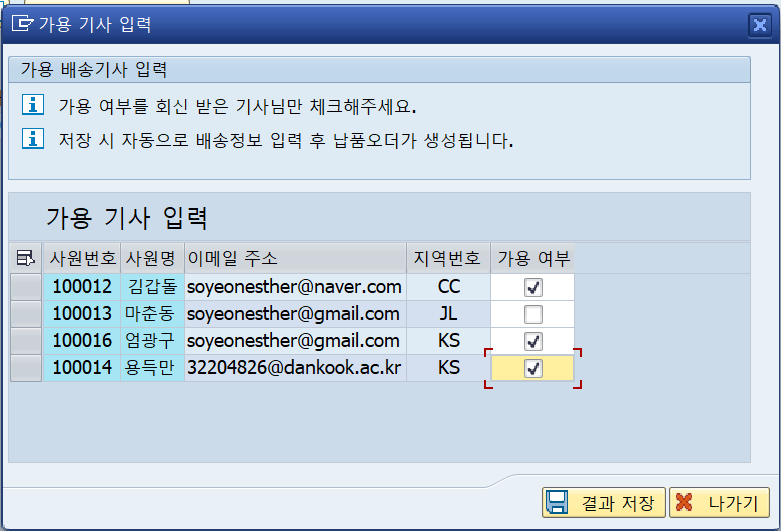 가용 기사 입력
가용 배송기사 입력
가용 여부를 회신 받은 기사님만 체크해주세요.
저장 시 자동으로 배송정보 입력 후 납품오더가 생성됩니다.
가용 기사 입력
사원번호 사원명 이메일 주소 지역번호 가용 여부
100012 김갑돌 soyeonesther@naver.com CC
100013 마춘동 soyeonesther@gmail.com JL
100016 엄광구 soyeonesther@gmail.com KS
100014 용득만 32204826@dankook.ac.kr KS
결과 저장 나가기